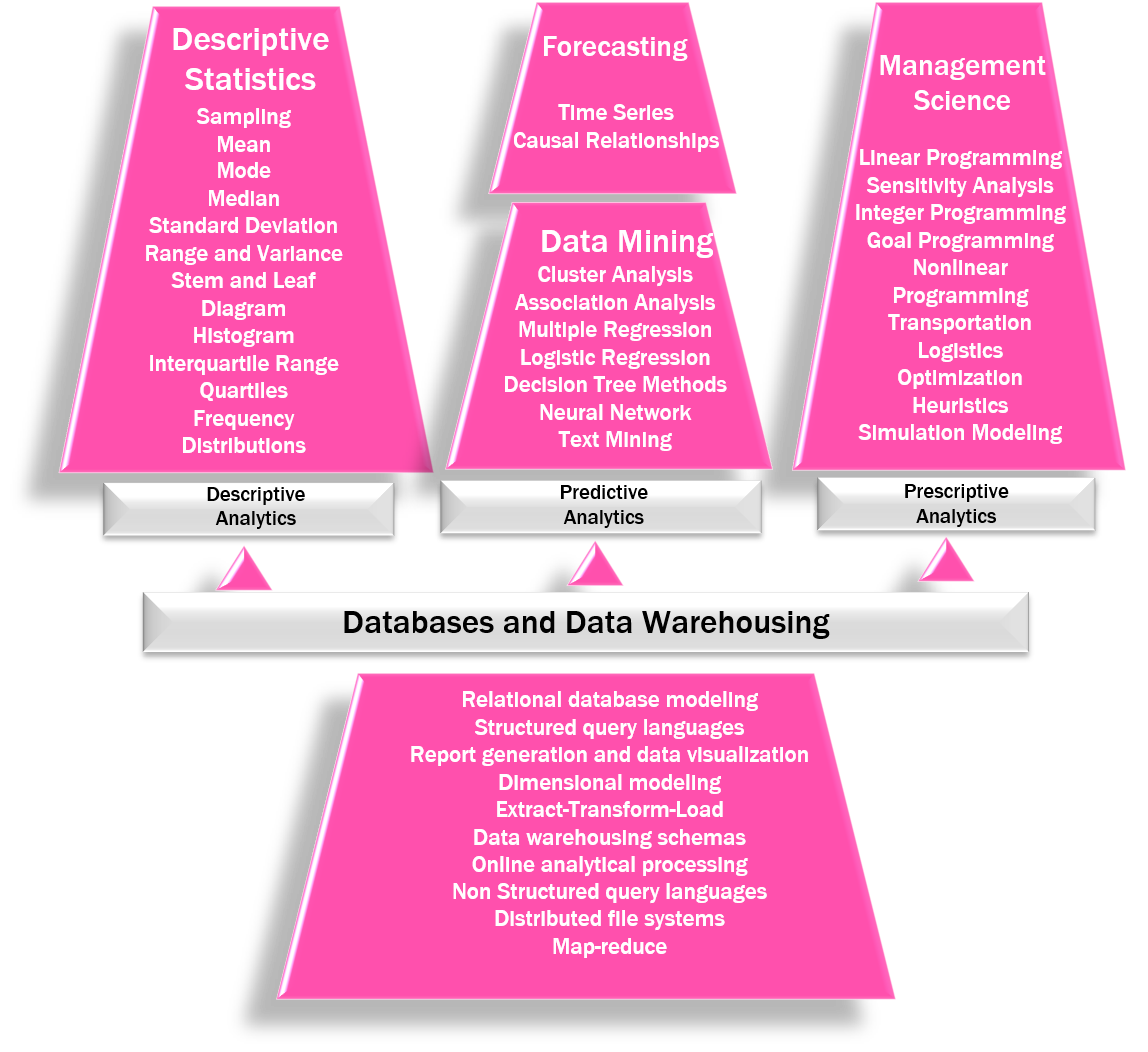 Descriptive
Statistics
Sampling
Mean
Mode
Median
Standard Deviation
Range and Variance
Stem and Leaf
Diagram
Histogram
Interquartile Range
Quartiles
Frequency
Distributions
Descriptive
Analytics
Forecasting
Time Series
Causal Relationships
Data Mining
Cluster Analysis
Association Analysis
Multiple Regression
Logistic Regression
Decision Tree Methods
Neural Network
Text Mining
Predictive
Analytics
Management
Science
Linear Programming
Sensitivity Analysis
Integer Programming
Goal Programming
Nonlinear
Programming
Transportation
Logistics
Optimization
Heuristics
Simulation Modeling
Prescriptive
Analytics
Databases and Data Warehousing
Relational database modeling
Structured query languages
Report generation and data visualization
Dimensional modeling
Extract-Transform-Load
Data warehousing schemas
Online analytical processing
Non Structured query languages
Distributed file systems
Map-reduce